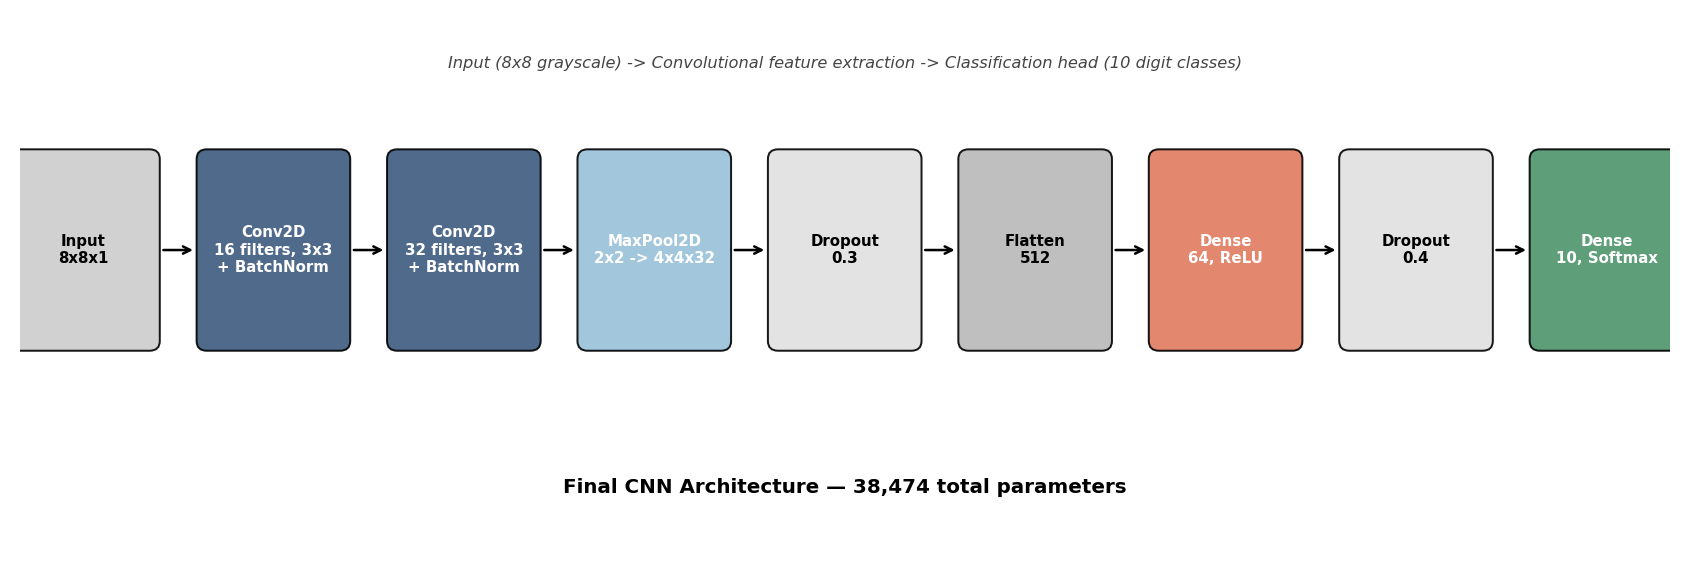 Input (8x8 grayscale) -> Convolutional feature extraction -> Classification head (10 digit classes)
Input
8x8x1
Conv2D
16 filters, 3x3
+ BatchNorm
Conv2D
32 filters, 3x3
+ BatchNorm
MaxPool2D
2x2 -> 4x4x32
Dropout
0.3
Flatten
512
Dense
64, ReLU
Dropout
0.4
Dense
10, Softmax
Final CNN Architecture — 38,474 total parameters